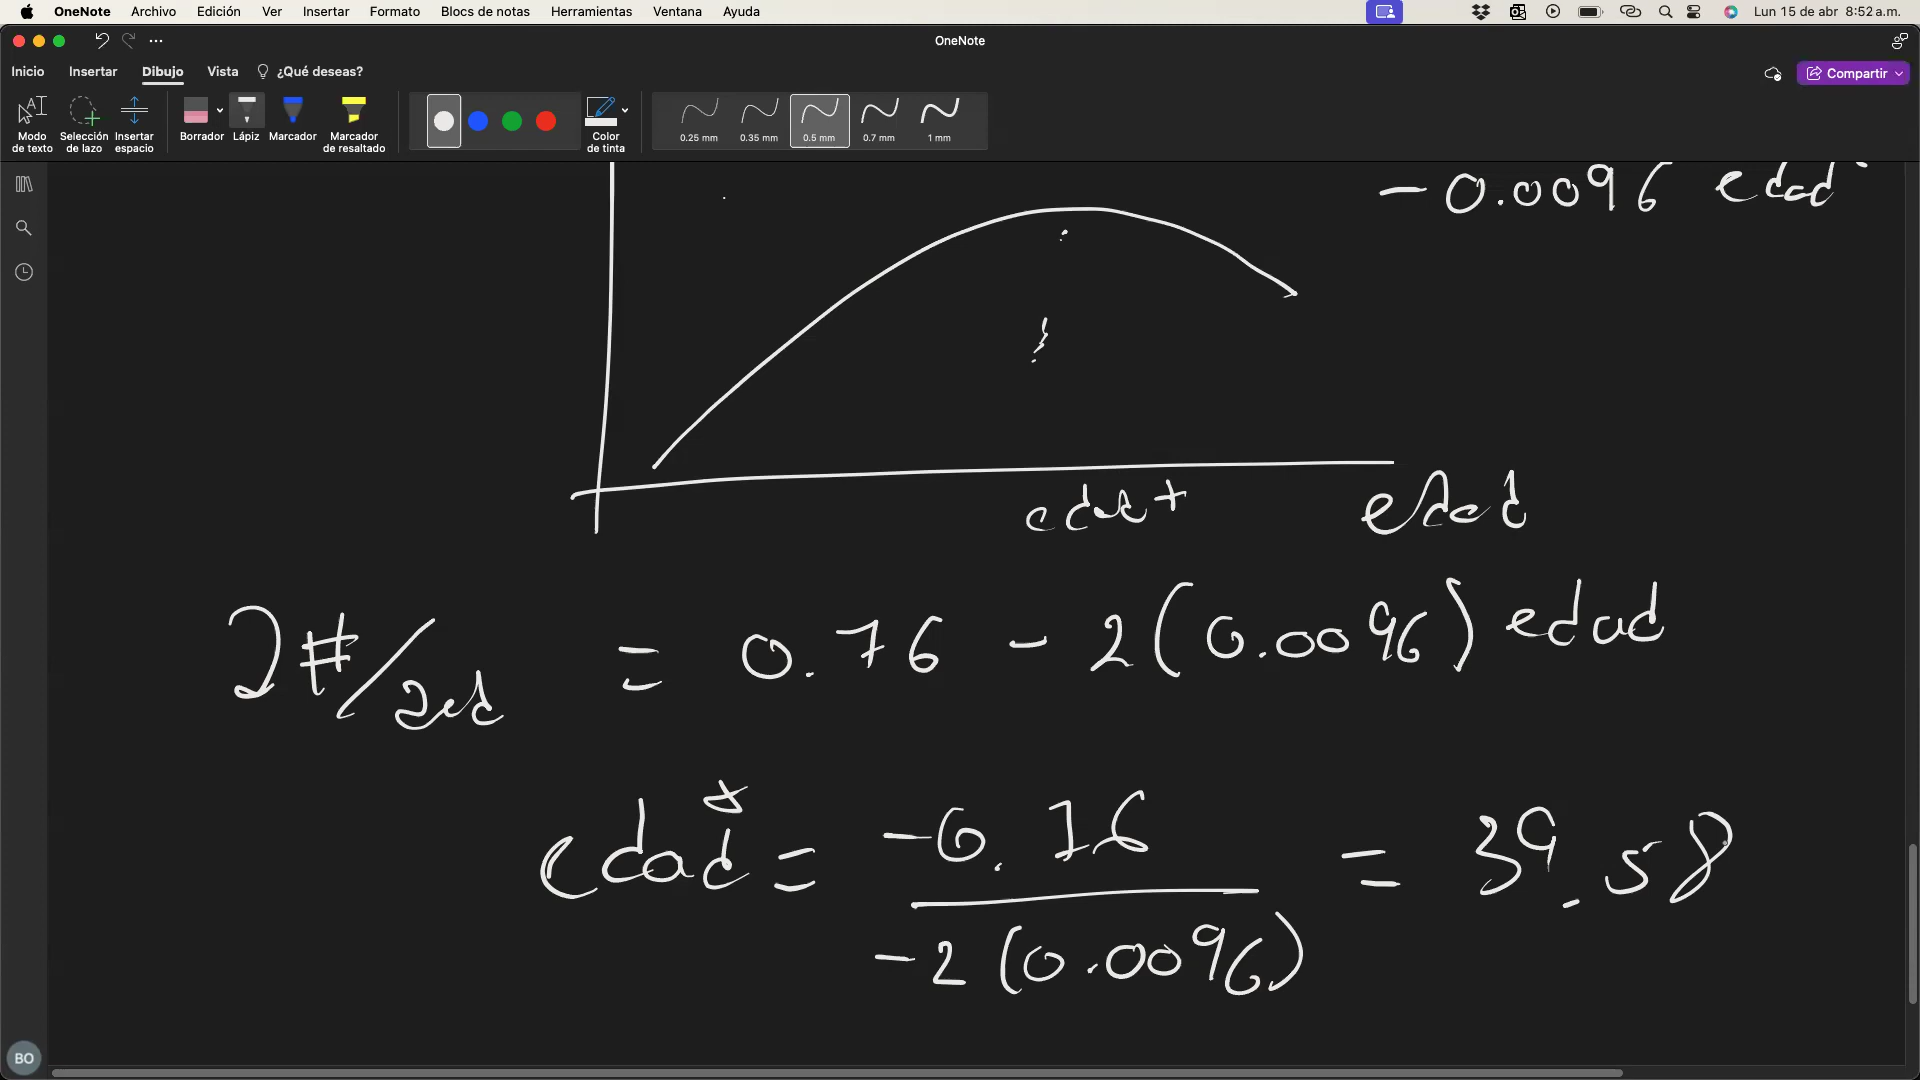 OneNote Archivo Edición Ver Insertar Formato Blocs de notas Herramientas Ventana Ayuda Lun 15 de abr 8:52 a.m.
OneNote
Inicio Insertar Dibujo Vista ¿Qué deseas? Compartir
Modo de texto
Selección de lazo
Insertar espacio
Borrador
Lápiz
Marcador
Marcador de resaltado
Color de tinta
0.25 mm 0.35 mm 0.5 mm 0.7 mm 1 mm
- 0.0096 edad
edad* edad
∂#/∂ed = 0.76 - 2(0.0096) edad
edad* = -0.76 / -2(0.0096) = 39.58
BO